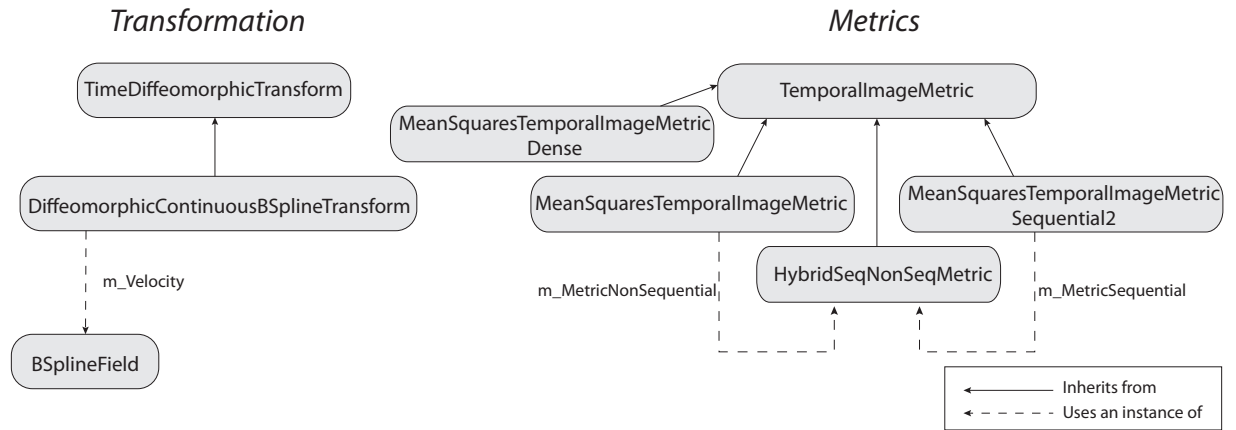 Transformation
Metrics
TimeDiffeomorphicTransform
TemporalImageMetric
MeanSquaresTemporalImageMetric
Dense
DiffeomorphicContinuousBSplineTransform
MeanSquaresTemporalImageMetric
MeanSquaresTemporalImageMetric
Sequential2
m_Velocity
HybridSeqNonSeqMetric
m_MetricNonSequential
m_MetricSequential
BSplineField
Inherits from
Uses an instance of